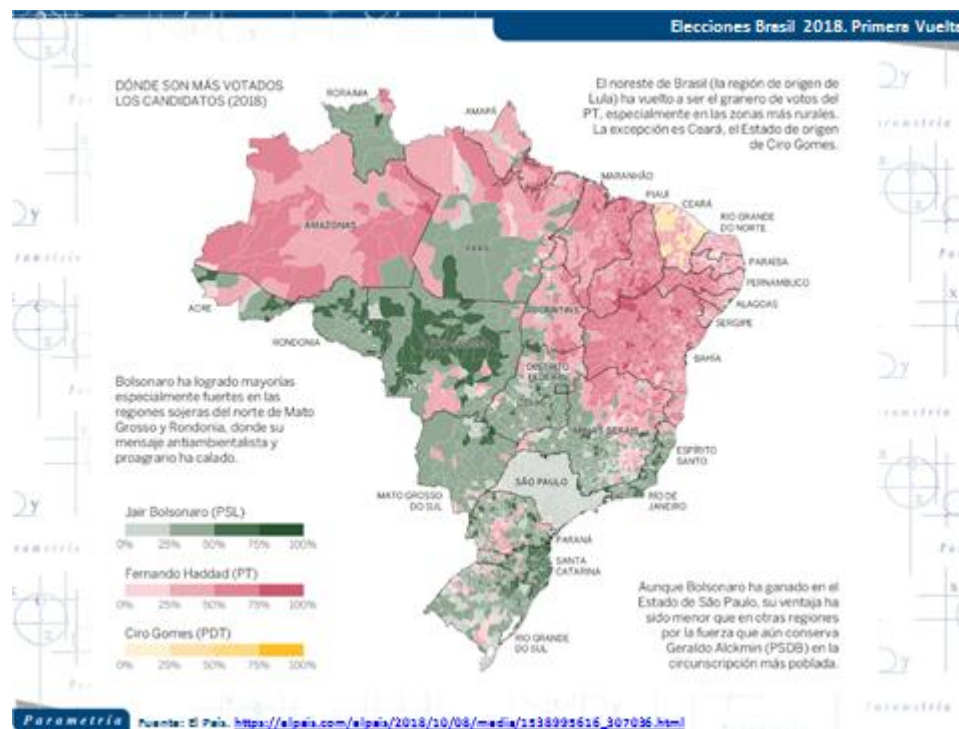 Elecciones Brasil 2018. Primera Vuelta
DÓNDE SON MÁS VOTADOS
LOS CANDIDATOS (2018)
El noreste de Brasil (la región de origen de
Lula) ha vuelto a ser el granero de votos del
PT, especialmente en las zonas más rurales.
La excepción es Ceará, el Estado de origen
de Ciro Gomes.
RORAIMA
AMAPÁ
MARANHÃO
PIAUÍ
CEARÁ
RIO GRANDE
DO NORTE
AMAZONAS
PARÁ
PARAÍBA
PERNAMBUCO
ALAGOAS
SERGIPE
ACRE
TOCANTINS
RONDONIA
BAHÍA
DISTRITO
FEDERAL
GOIÁS
Bolsonaro ha logrado mayorías
especialmente fuertes en las
regiones sojeras del norte de Mato
Grosso y Rondonia, donde su
mensaje antiambientalista y
proagrario ha calado.
MINAS GERAIS
ESPÍRITO
SANTO
SÃO PAULO
MATO GROSSO
DO SUL
RÍO DE
JANEIRO
PARANÁ
SANTA
CATARINA
RIO GRANDE
DO SUL
Jair Bolsonaro (PSL)
0% 25% 50% 75% 100%
Fernando Haddad (PT)
0% 25% 50% 75% 100%
Ciro Gomes (PDT)
0% 25% 50% 75% 100%
Aunque Bolsonaro ha ganado en el
Estado de São Paulo, su ventaja ha
sido menor que en otras regiones
por la fuerza que aún conserva
Geraldo Alckmin (PSDB) en la
circunscripción más poblada.
Parametría
Fuente: El País. https://elpais.com/elpais/2018/10/08/media/1538995616_307036.html